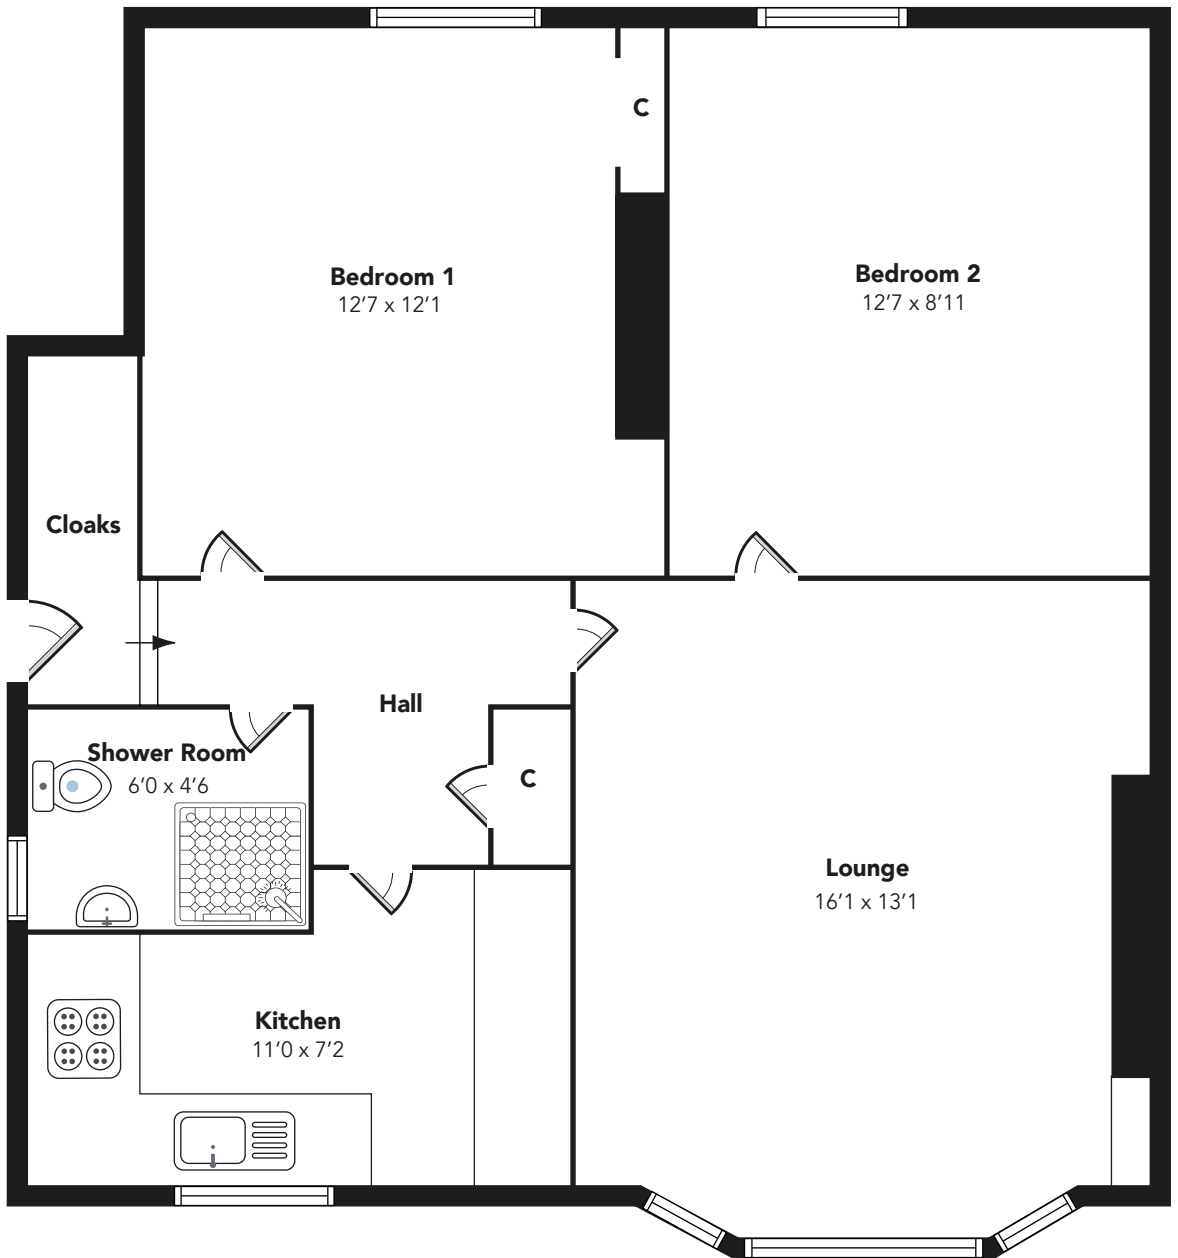 C
Bedroom 1
12’7 x 12’1
Bedroom 2
12’7 x 8’11
Cloaks
Hall
Shower Room
6’0 x 4’6
C
Lounge
16’1 x 13’1
Kitchen
11’0 x 7’2